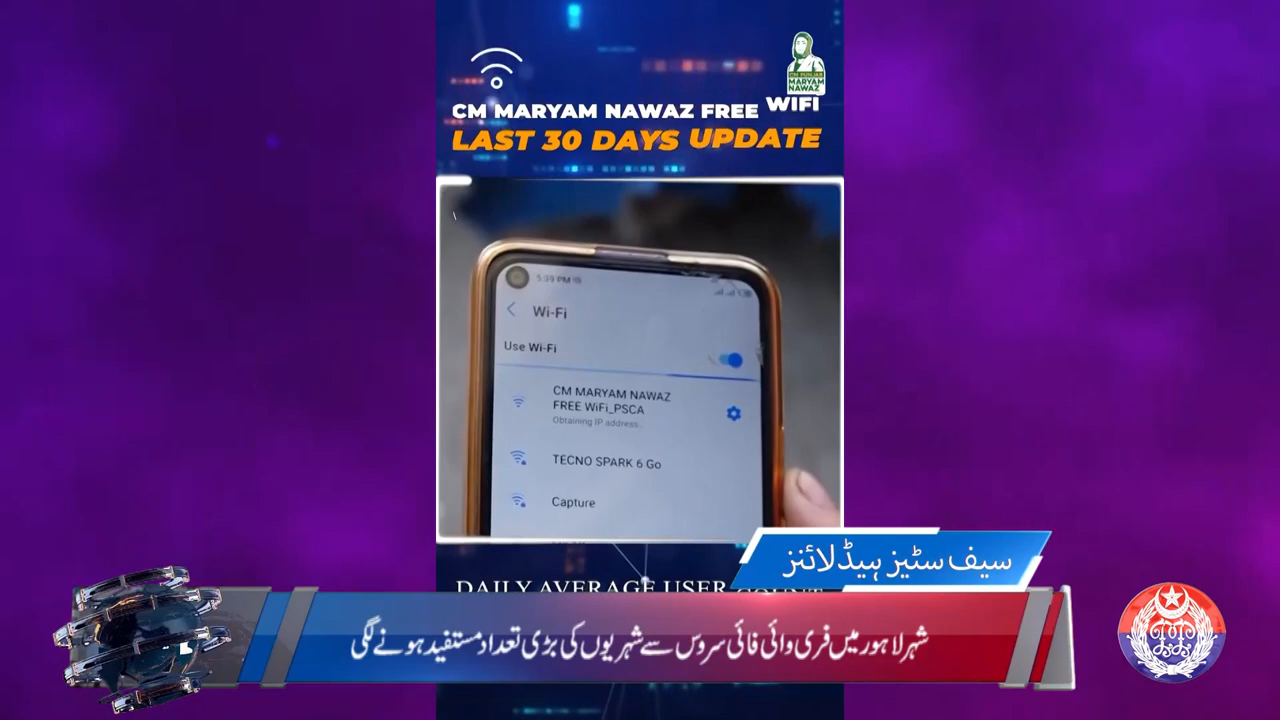 CM PUNJAB
MARYAM
NAWAZ
CM MARYAM NAWAZ FREE WIFI
LAST 30 DAYS UPDATE
5:39 PM
Wi-Fi
Use Wi-Fi
CM MARYAM NAWAZ
FREE WiFi_PSCA
Obtaining IP address..
TECNO SPARK 6 Go
Capture
سیف سٹیز ہیڈلائنز
DAILY AVERAGE USER COUNT
شہر لاہور میں فری وائی فائی سروس سے شہریوں کی بڑی تعداد مستفید ہونے لگی